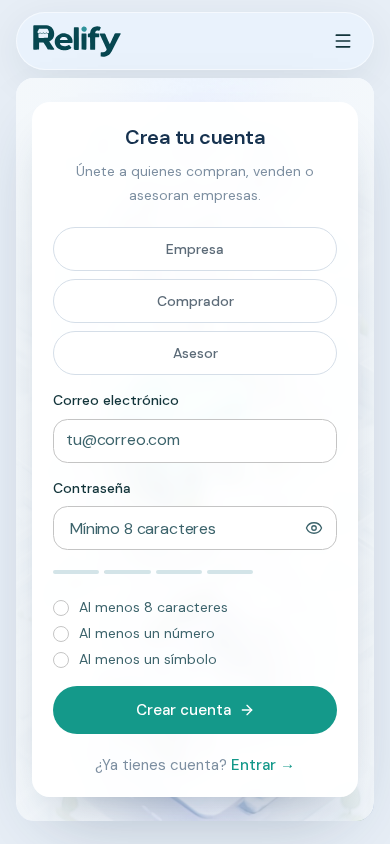 Relify
Crea tu cuenta
Únete a quienes compran, venden o
asesoran empresas.
Empresa
Comprador
Asesor
Correo electrónico
tu@correo.com
Contraseña
Mínimo 8 caracteres
Al menos 8 caracteres
Al menos un número
Al menos un símbolo
Crear cuenta →
¿Ya tienes cuenta? Entrar →